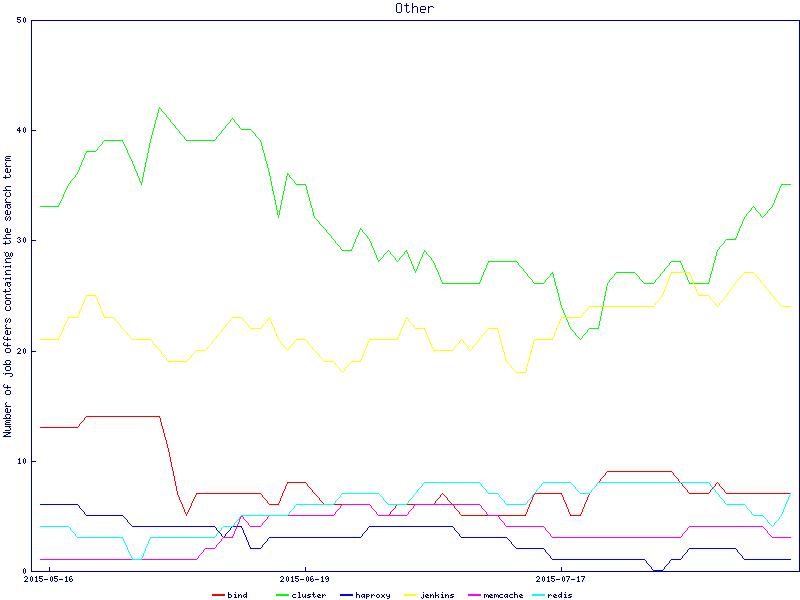 Other
Number of job offers containing the search term
50
40
30
20
10
0
2015-05-16 2015-06-19 2015-07-17
bind cluster haproxy jenkins memcache redis